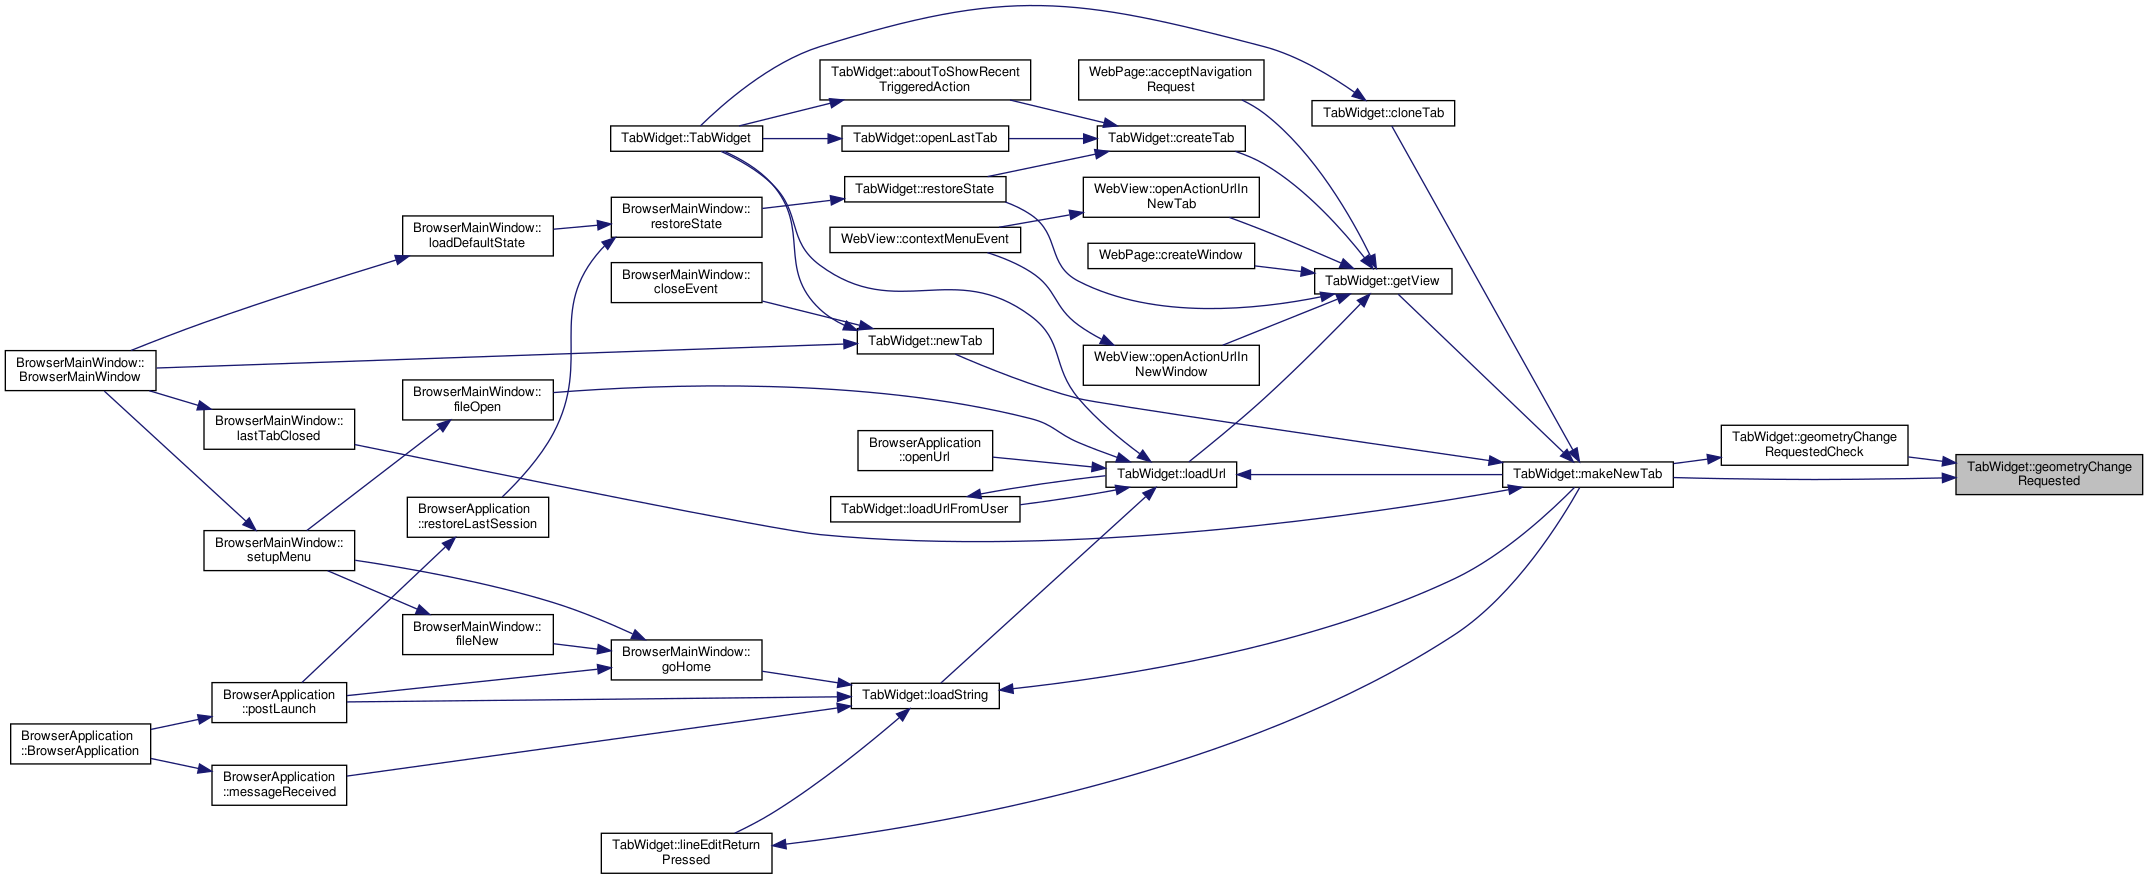 TabWidget::aboutToShowRecent
TriggeredAction
WebPage::acceptNavigation
Request
TabWidget::cloneTab
TabWidget::TabWidget
TabWidget::openLastTab
TabWidget::createTab
TabWidget::restoreState
WebView::openActionUrlIn
NewTab
BrowserMainWindow::
restoreState
BrowserMainWindow::
loadDefaultState
WebView::contextMenuEvent
WebPage::createWindow
TabWidget::getView
BrowserMainWindow::
closeEvent
TabWidget::newTab
WebView::openActionUrlIn
NewWindow
BrowserMainWindow::
BrowserMainWindow
BrowserMainWindow::
fileOpen
BrowserMainWindow::
lastTabClosed
BrowserApplication
::openUrl
TabWidget::loadUrl
TabWidget::makeNewTab
TabWidget::geometryChange
RequestedCheck
TabWidget::geometryChange
Requested
TabWidget::loadUrlFromUser
BrowserApplication
::restoreLastSession
BrowserMainWindow::
setupMenu
BrowserMainWindow::
fileNew
BrowserMainWindow::
goHome
TabWidget::loadString
BrowserApplication
::postLaunch
BrowserApplication
::BrowserApplication
BrowserApplication
::messageReceived
TabWidget::lineEditReturn
Pressed